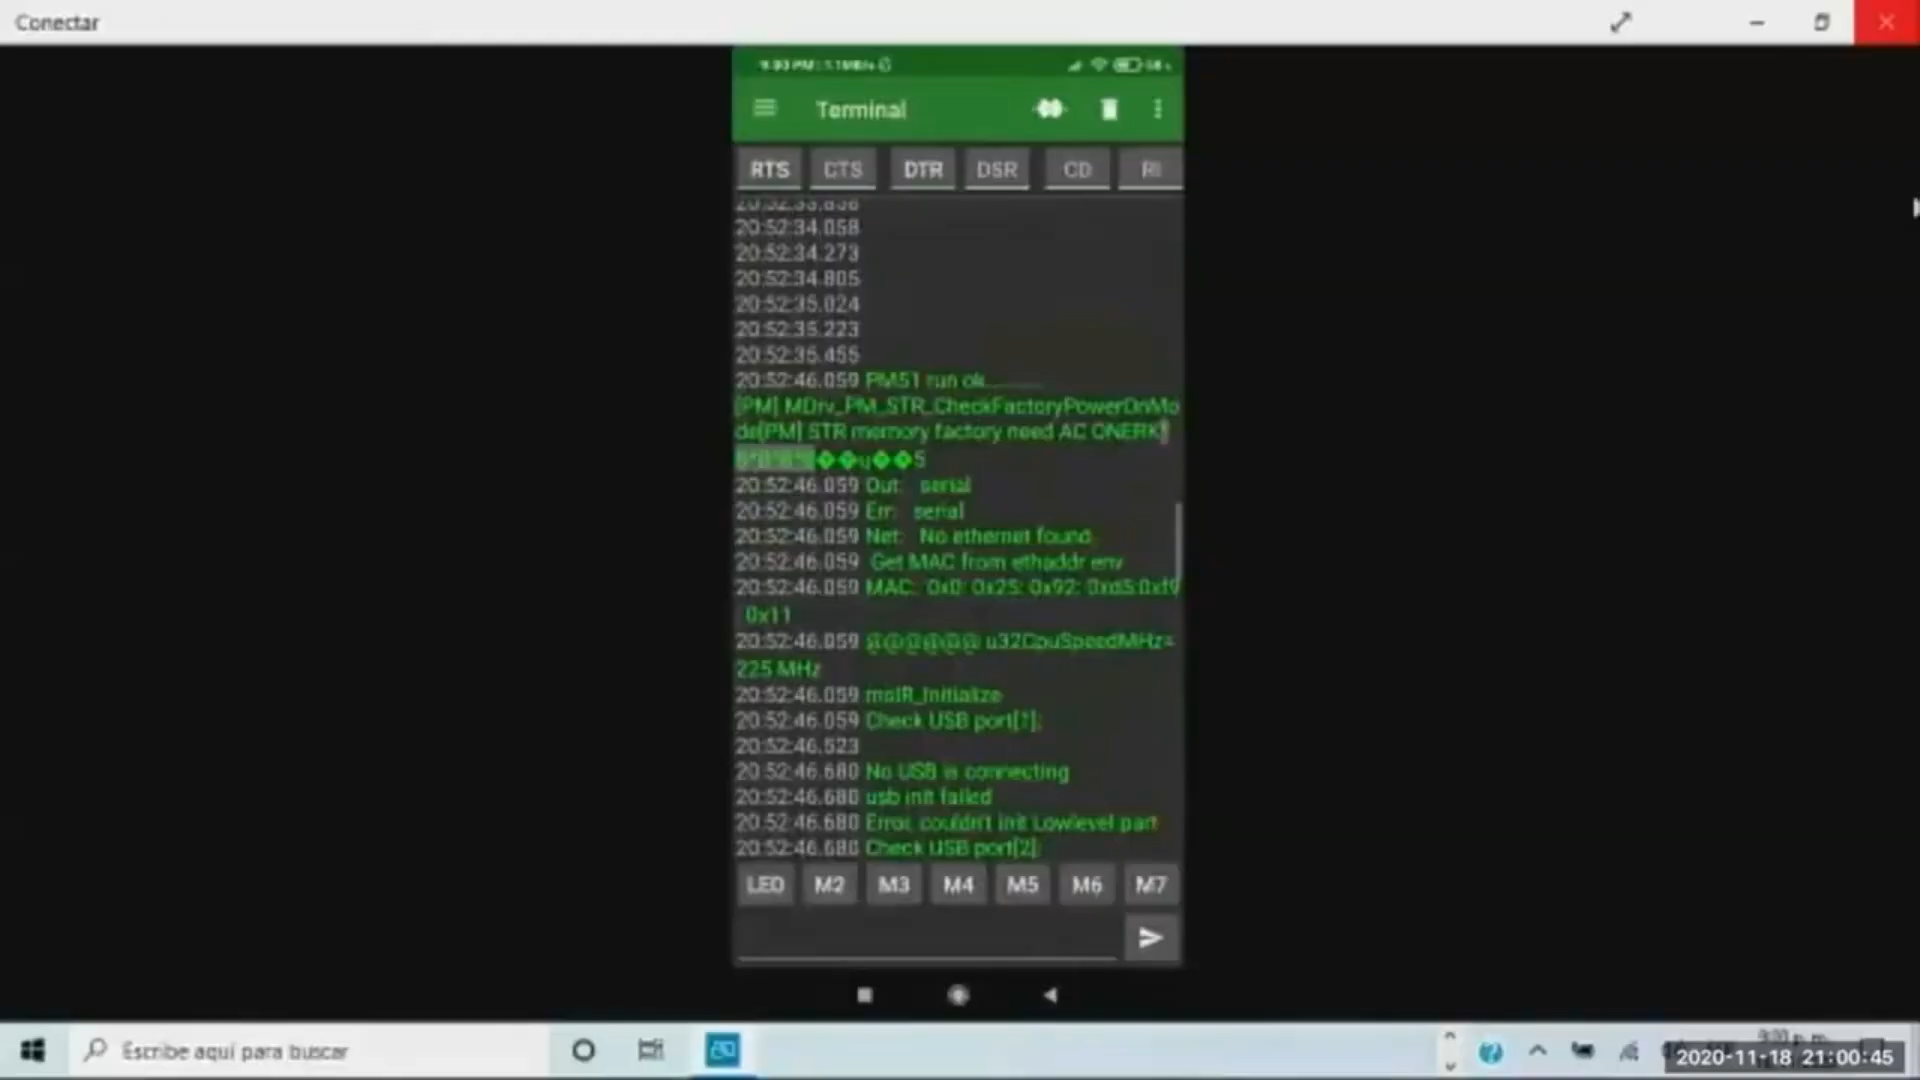 Conectar
Terminal
RTS CTS DTR DSR CD RI
20:52:34.058
20:52:34.273
20:52:34.805
20:52:35.024
20:52:35.223
20:52:35.455
20:52:46.059 PM51 run ok
[PM] MDrv_PM_STR_CheckFactoryPowerOnMo
de[PM] STR memory factory need AC ONERK
20:52:46.059 Out: serial
20:52:46.059 Err: serial
20:52:46.059 Net: No ethernet found.
20:52:46.059 Get MAC from ethaddr env
20:52:46.059 MAC: 0x0: 0x25: 0x92: 0xd5:0xf9
0x11
20:52:46.059 @@@@@@ u32CpuSpeedMHz=
225 MHz
20:52:46.059 msIR_Initialize
20:52:46.059 Check USB port[1]:
20:52:46.523
20:52:46.680 No USB is connecting
20:52:46.680 usb init failed
20:52:46.680 Error, couldn't init Lowlevel part
20:52:46.680 Check USB port[2]:
LED M2 M3 M4 M5 M6 M7
Escribe aquí para buscar
2020-11-18 21:00:45